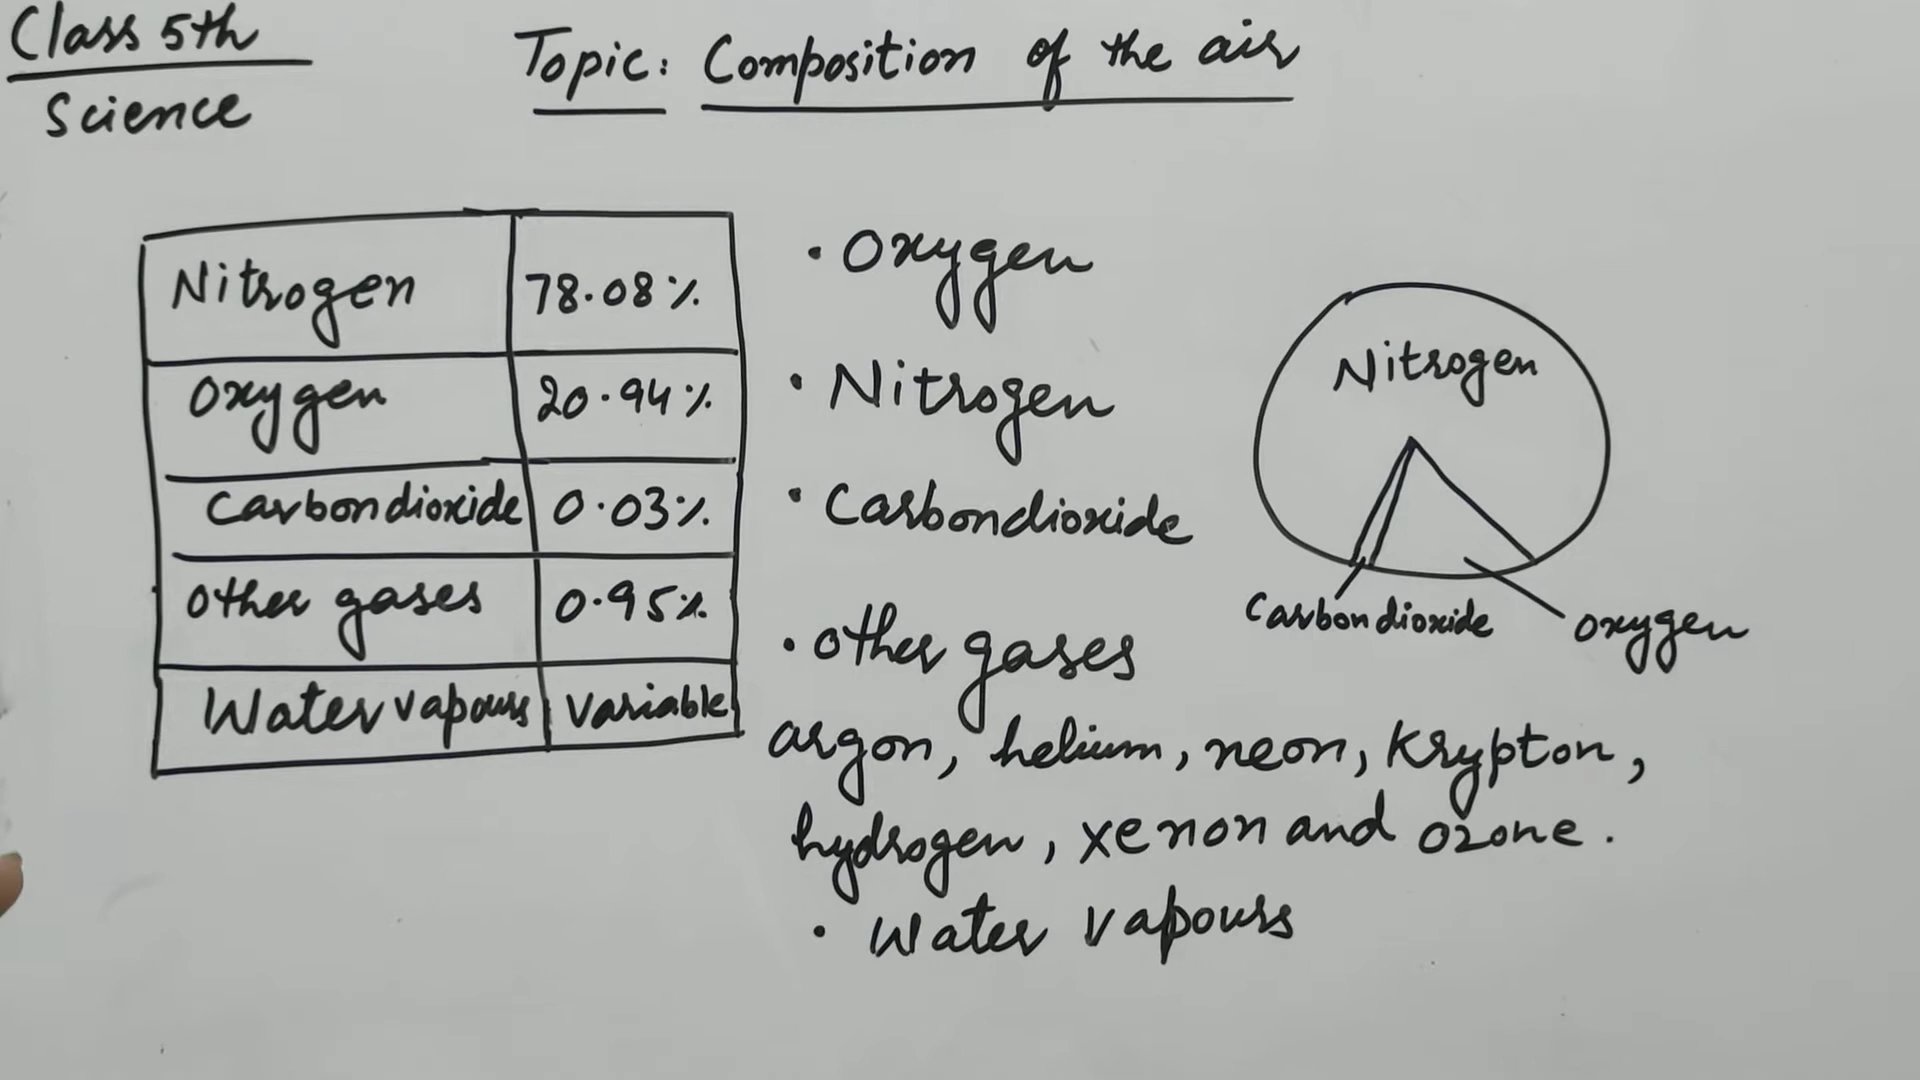 Class 5th
Science
Topic: Composition of the air
Nitrogen 78.08%
Oxygen 20.94%
Carbondioxide 0.03%
Other gases 0.95%
Water vapours variable
• Oxygen
• Nitrogen
• Carbondioxide
• Other gases
argon, helium, neon, Krypton,
hydrogen, xenon and ozone.
• Water vapours
Nitrogen
Carbondioxide
Oxygen